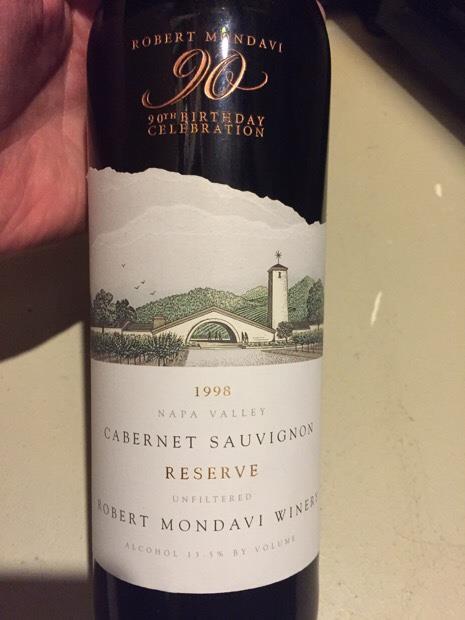 ROBERT MONDAVI
90
90TH BIRTHDAY
CELEBRATION
1998
NAPA VALLEY
CABERNET SAUVIGNON
RESERVE
UNFILTERED
ROBERT MONDAVI WINERY
ALCOHOL 13.5% BY VOLUME